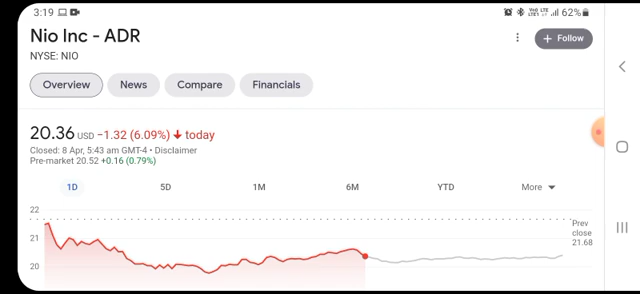 3:19
62%
Nio Inc - ADR
NYSE: NIO
+ Follow
Overview
News
Compare
Financials
20.36 USD −1.32 (6.09%) today
Closed: 8 Apr, 5:43 am GMT-4 • Disclaimer
Pre-market 20.52 +0.16 (0.79%)
1D
5D
1M
6M
YTD
More
22
21
20
Prev
close
21.68